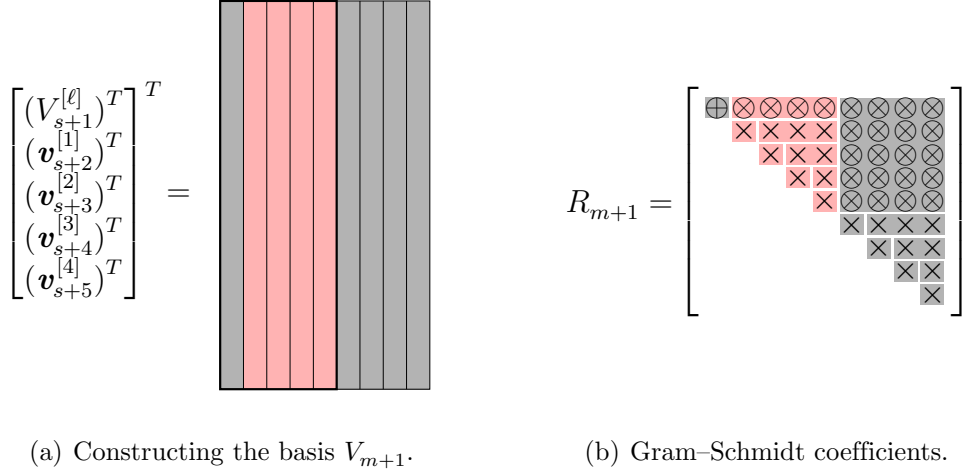 (V_{s+1}^{[ℓ]})^T
(𝒗_{s+2}^{[1]})^T
(𝒗_{s+3}^{[2]})^T
(𝒗_{s+4}^{[3]})^T
(𝒗_{s+5}^{[4]})^T
T
=
R_{m+1} =
⊕ ⊗ ⊗ ⊗ ⊗ ⊗ ⊗ ⊗ ⊗
× × × × ⊗ ⊗ ⊗ ⊗
× × × ⊗ ⊗ ⊗ ⊗
× × ⊗ ⊗ ⊗ ⊗
× ⊗ ⊗ ⊗ ⊗
× × × ×
× × ×
× ×
×
(a) Constructing the basis V_{m+1}.
(b) Gram–Schmidt coefficients.